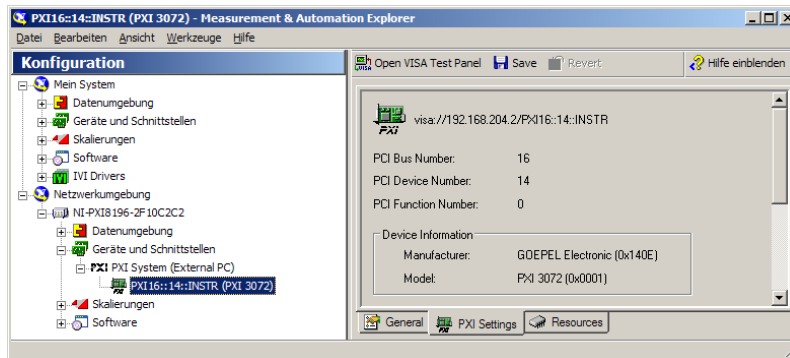 PXI16::14::INSTR (PXI 3072) - Measurement & Automation Explorer
Datei Bearbeiten Ansicht Werkzeuge Hilfe
Konfiguration
Mein System
Datenumgebung
Geräte und Schnittstellen
Skalierungen
Software
IVI Drivers
Netzwerkumgebung
NI-PXI8196-2F10C2C2
Datenumgebung
Geräte und Schnittstellen
PXI PXI System (External PC)
PXI16::14::INSTR (PXI 3072)
Skalierungen
Software
Open VISA Test Panel Save Revert Hilfe einblenden
PXI visa://192.168.204.2/PXI16::14::INSTR
PCI Bus Number: 16
PCI Device Number: 14
PCI Function Number: 0
Device Information
Manufacturer: GOEPEL Electronic (0x140E)
Model: PXI 3072 (0x0001)
General PXI Settings Resources